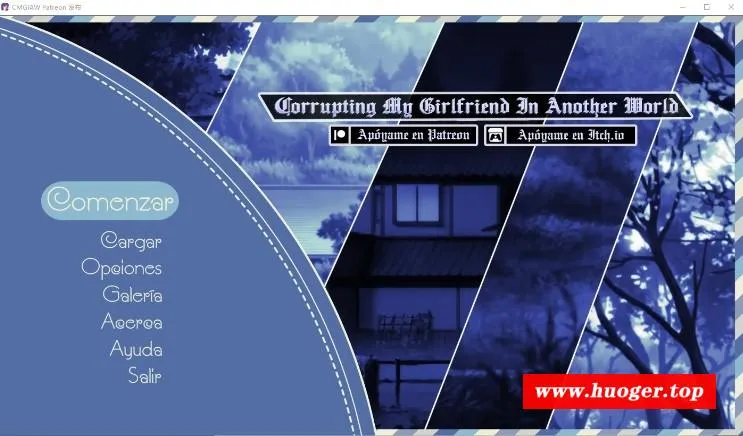 CMGIAW Patreon 发布
Corrupting My Girlfriend In Another World
Apóyame en Patreon
Apóyame en Itch.io
Comenzar
Cargar
Opciones
Galería
Acerca
Ayuda
Salir
www.huoger.top